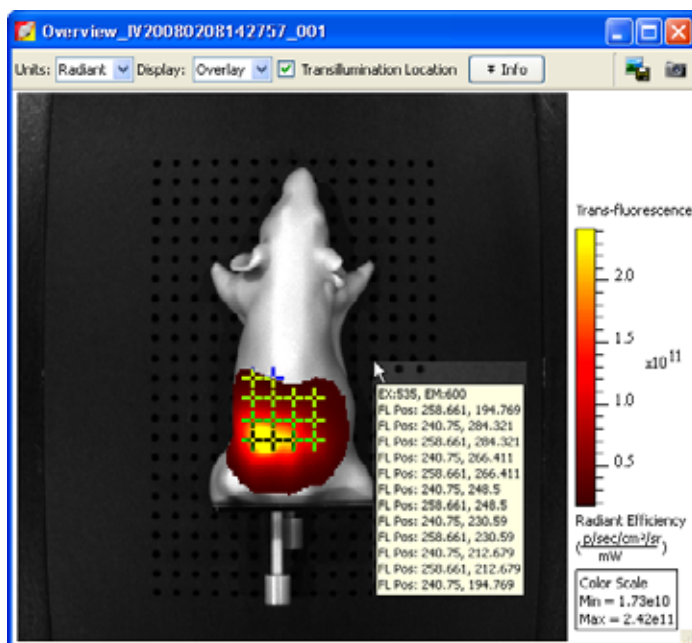 Overview_IV20080208142757_001
Units: Radiant Display: Overlay Transillumination Location Info
Trans-fluorescence
2.0
1.5
x10^11
1.0
0.5
EX:535, EM:600
FL Pos: 258.661, 194.769
FL Pos: 240.75, 284.321
FL Pos: 258.661, 284.321
FL Pos: 240.75, 266.411
FL Pos: 258.661, 266.411
FL Pos: 240.75, 248.5
FL Pos: 258.661, 248.5
FL Pos: 240.75, 230.59
FL Pos: 258.661, 230.59
FL Pos: 240.75, 212.679
FL Pos: 258.661, 212.679
FL Pos: 240.75, 194.769
Radiant Efficiency
(p/sec/cm²/sr
mW)
Color Scale
Min = 1.73e10
Max = 2.42e11